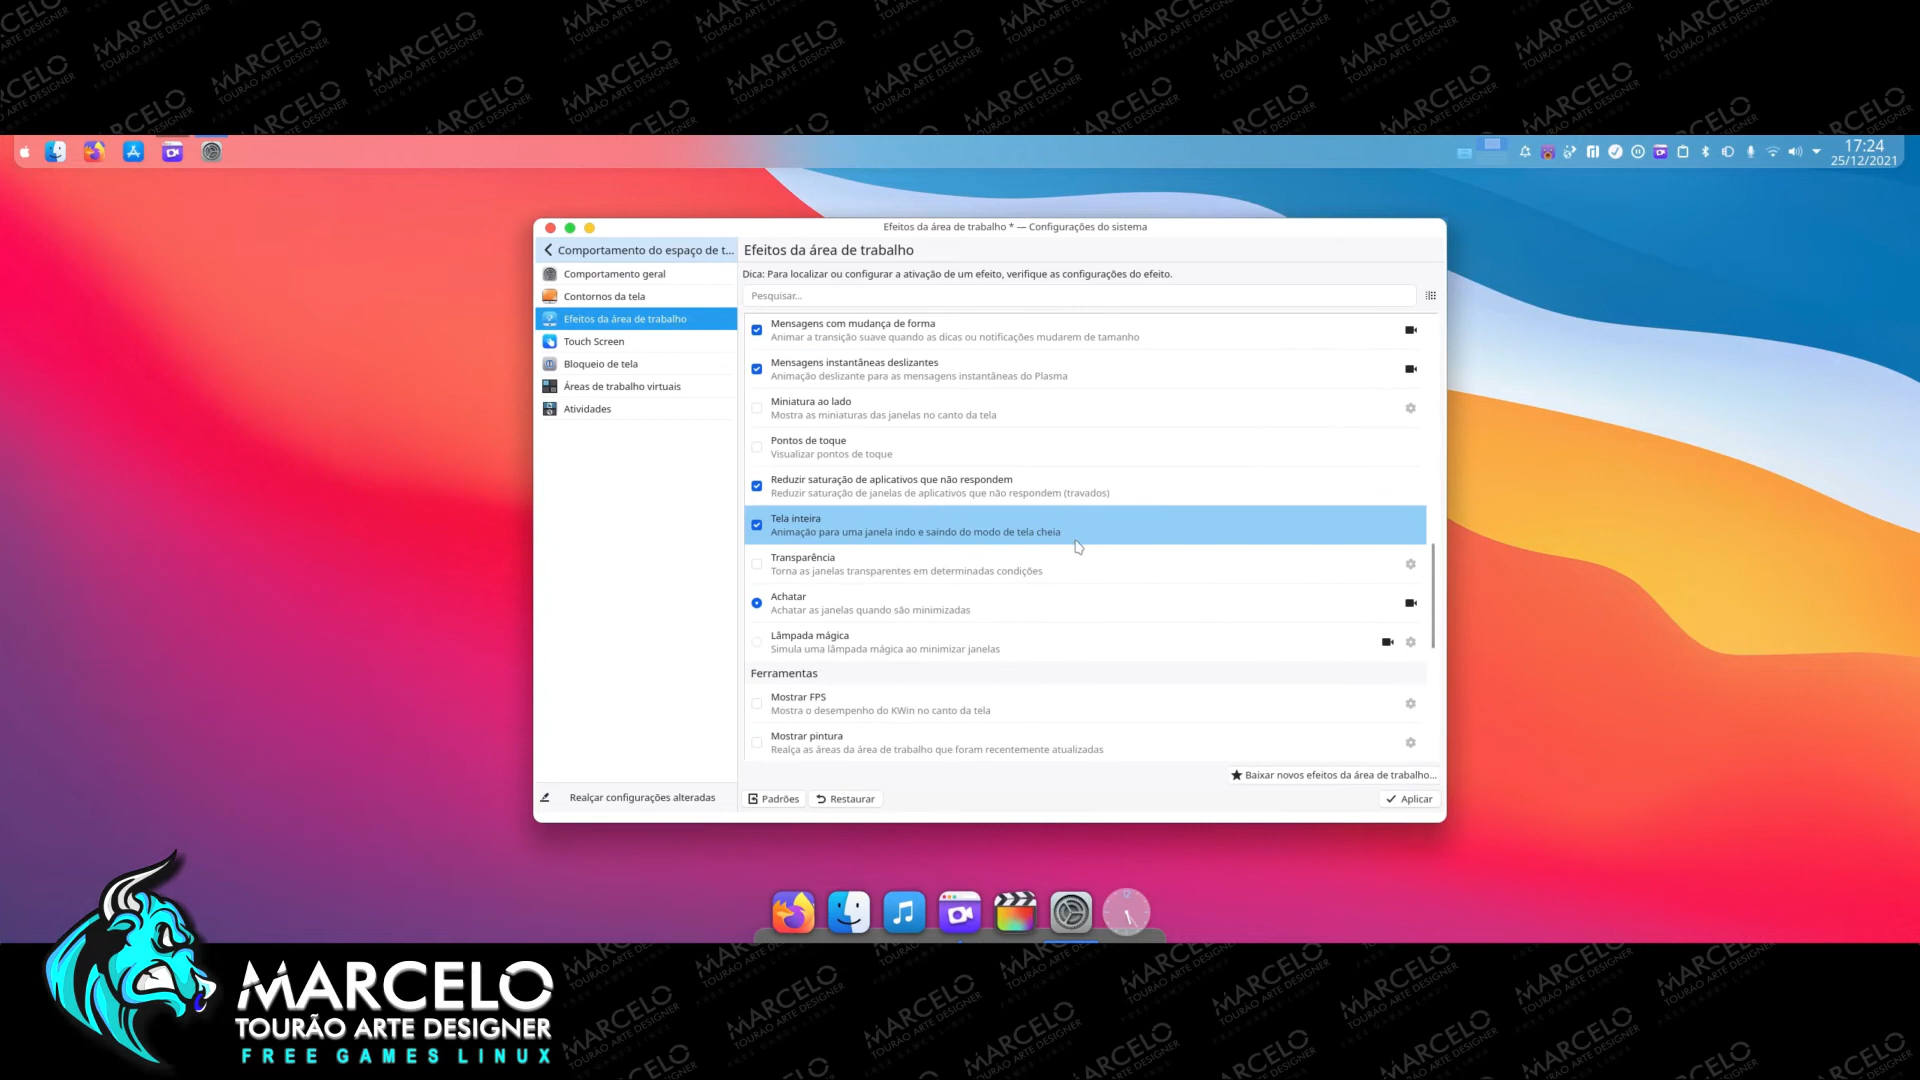 17:24
25/12/2021
Efeitos da área de trabalho * — Configurações do sistema
Comportamento do espaço de t...
Efeitos da área de trabalho
Comportamento geral
Contornos da tela
Efeitos da área de trabalho
Touch Screen
Bloqueio de tela
Áreas de trabalho virtuais
Atividades
Dica: Para localizar ou configurar a ativação de um efeito, verifique as configurações do efeito.
Pesquisar...
Mensagens com mudança de forma
Animar a transição suave quando as dicas ou notificações mudarem de tamanho
Mensagens instantâneas deslizantes
Animação deslizante para as mensagens instantâneas do Plasma
Miniatura ao lado
Mostra as miniaturas das janelas no canto da tela
Pontos de toque
Visualizar pontos de toque
Reduzir saturação de aplicativos que não respondem
Reduzir saturação de janelas de aplicativos que não respondem (travados)
Tela inteira
Animação para uma janela indo e saindo do modo de tela cheia
Transparência
Torna as janelas transparentes em determinadas condições
Achatar
Achatar as janelas quando são minimizadas
Lâmpada mágica
Simula uma lâmpada mágica ao minimizar janelas
Ferramentas
Mostrar FPS
Mostra o desempenho do KWin no canto da tela
Mostrar pintura
Realça as áreas da área de trabalho que foram recentemente atualizadas
Baixar novos efeitos da área de trabalho...
Realçar configurações alteradas
Padrões
Restaurar
Aplicar
MARCELO
TOURÃO ARTE DESIGNER
FREE GAMES LINUX